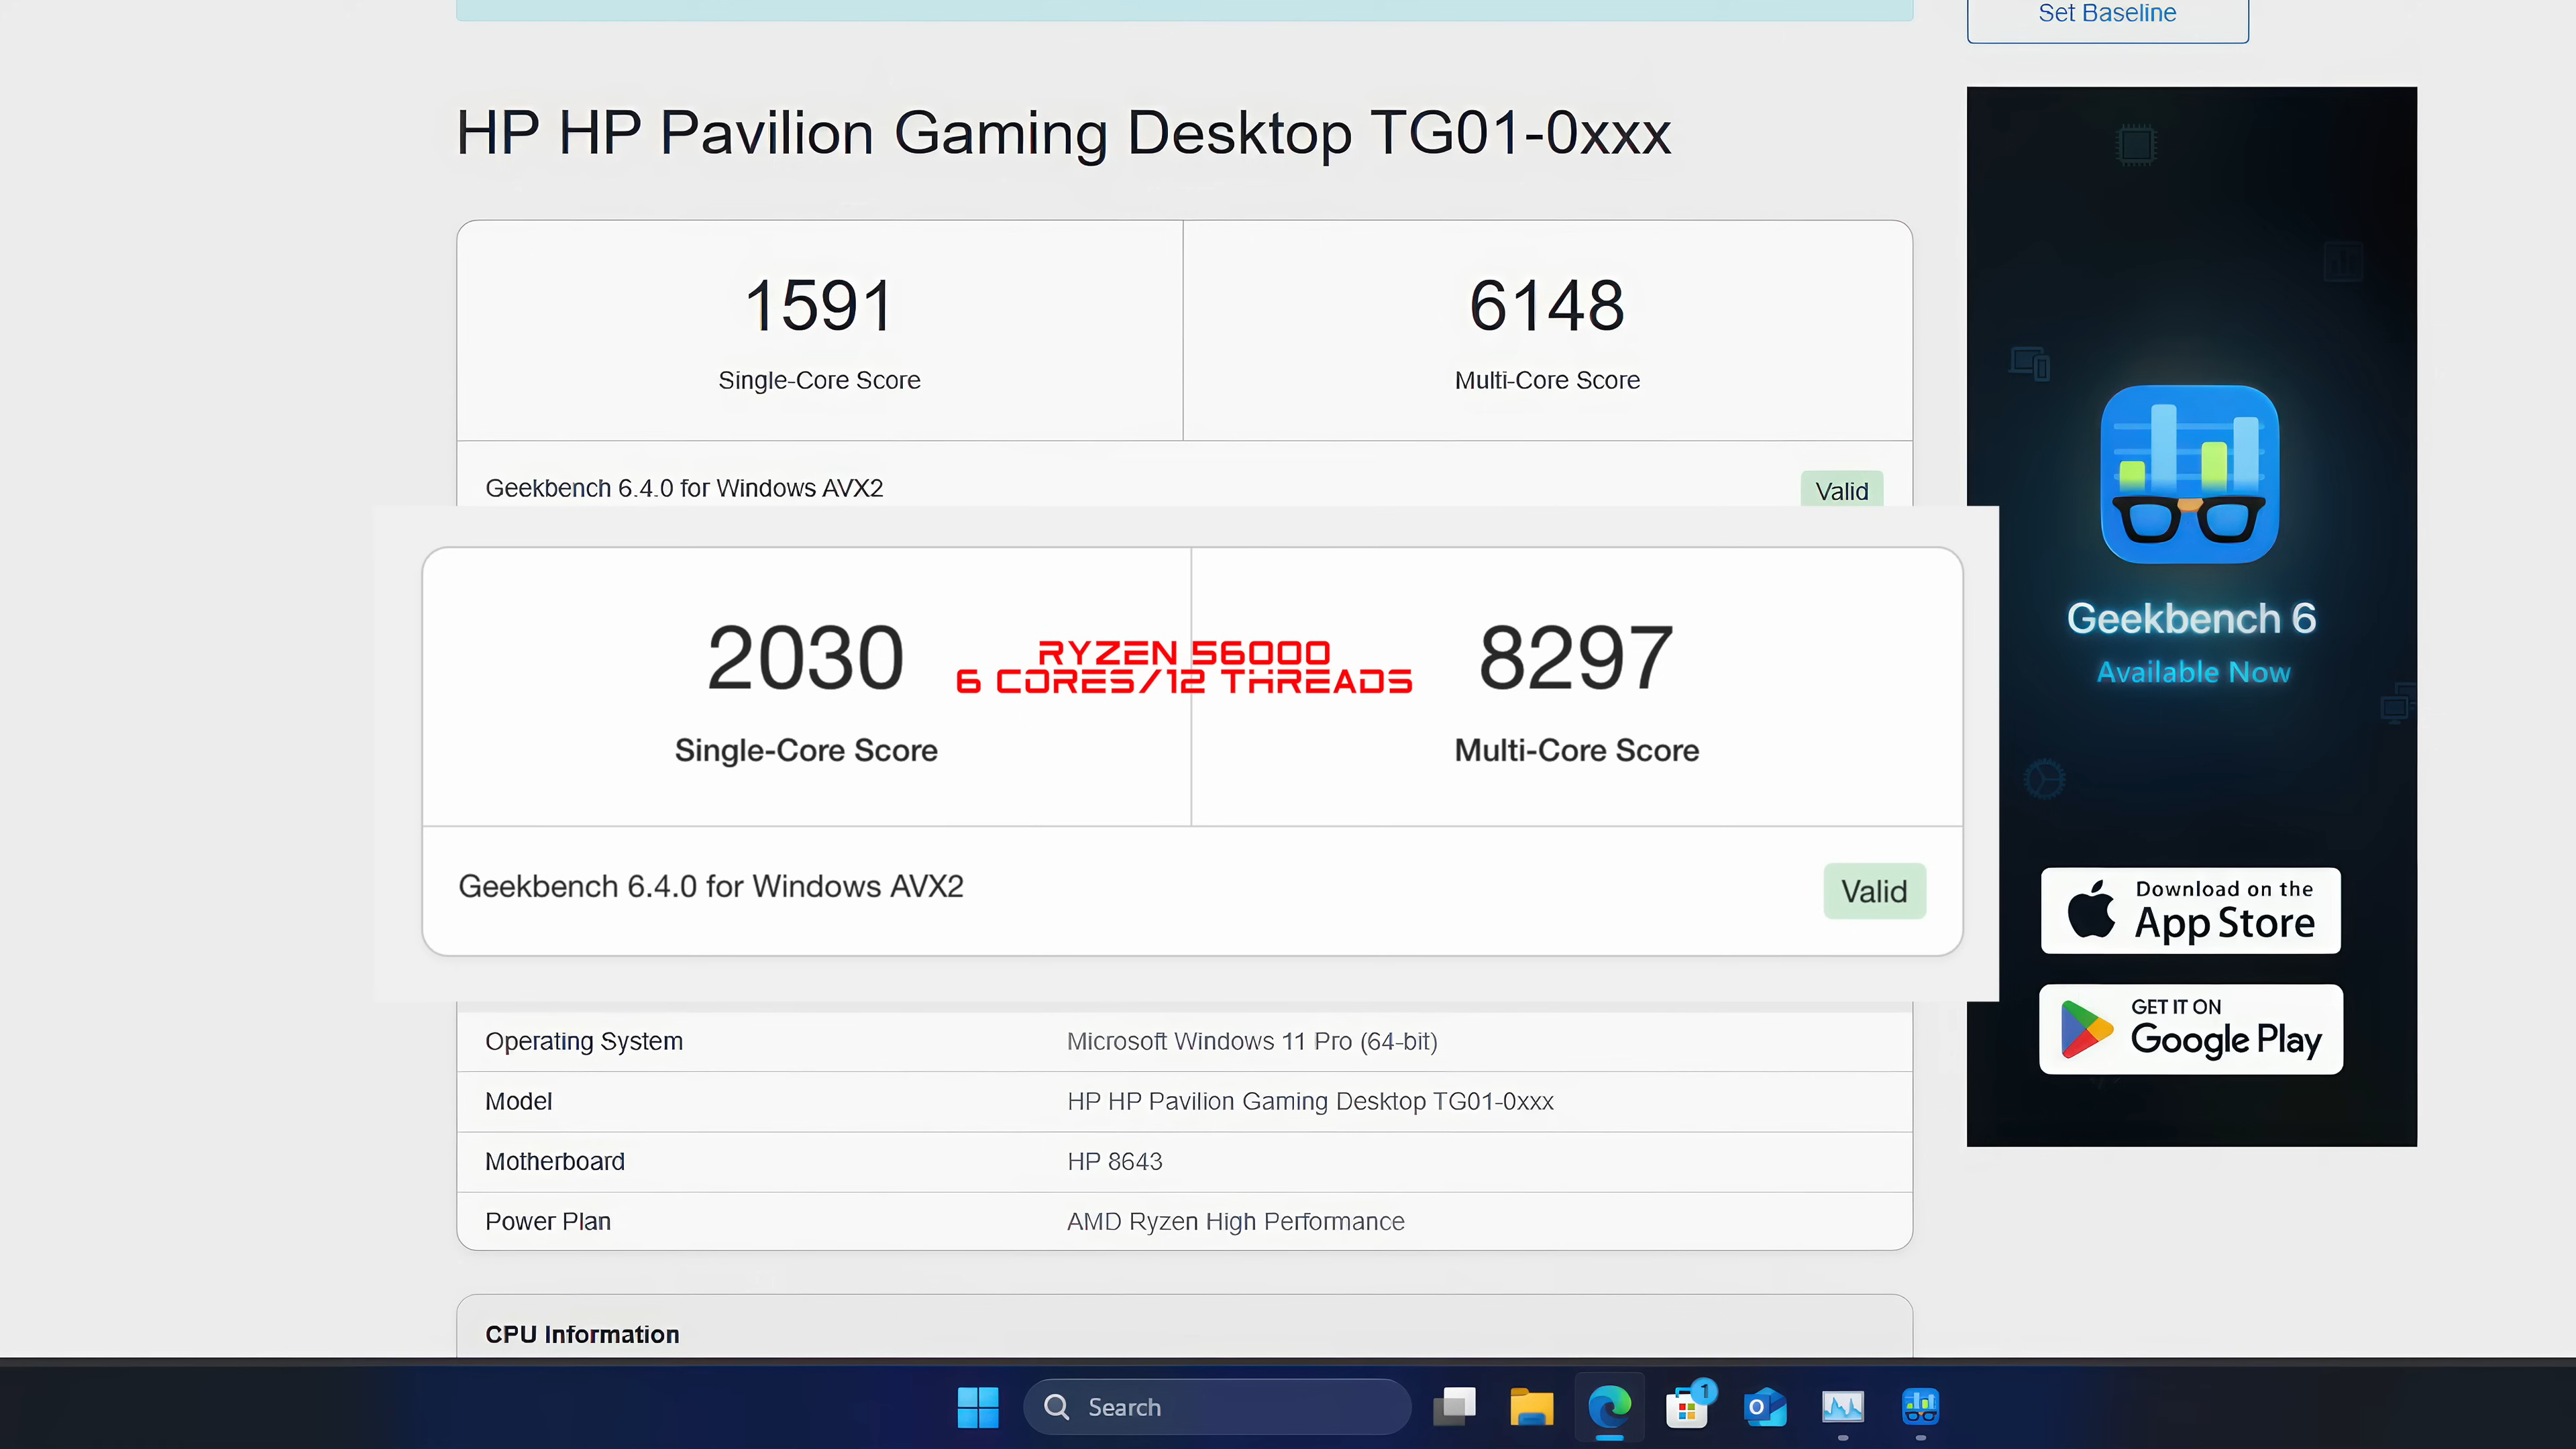 Set Baseline
HP HP Pavilion Gaming Desktop TG01-0xxx
1591
Single-Core Score
6148
Multi-Core Score
Geekbench 6.4.0 for Windows AVX2
Valid
2030
Single-Core Score
RYZEN 56000
6 CORES/12 THREADS
8297
Multi-Core Score
Geekbench 6.4.0 for Windows AVX2
Valid
Operating System
Microsoft Windows 11 Pro (64-bit)
Model
HP HP Pavilion Gaming Desktop TG01-0xxx
Motherboard
HP 8643
Power Plan
AMD Ryzen High Performance
CPU Information
Geekbench 6
Available Now
Download on the
App Store
GET IT ON
Google Play
Search
1
O